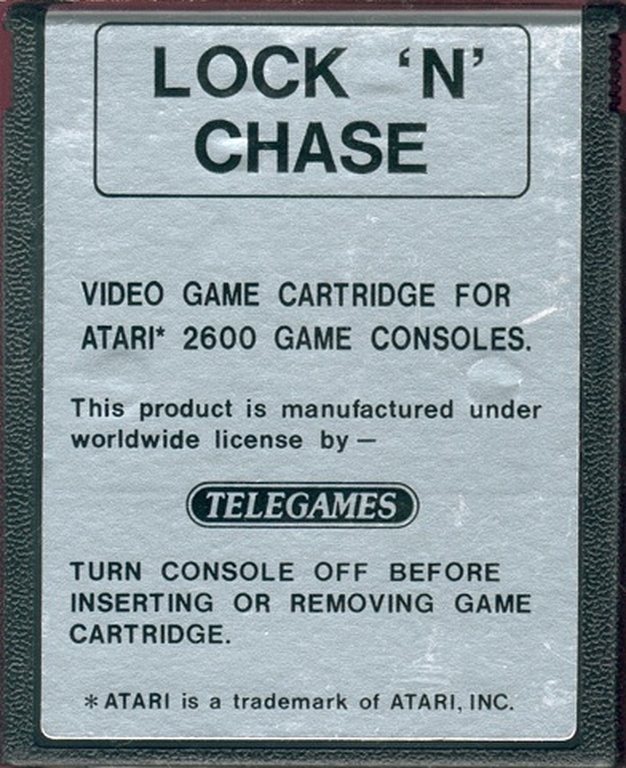 LOCK 'N'
CHASE
VIDEO GAME CARTRIDGE FOR
ATARI* 2600 GAME CONSOLES.
This product is manufactured under
worldwide license by —
TELEGAMES
TURN CONSOLE OFF BEFORE
INSERTING OR REMOVING GAME
CARTRIDGE.
* ATARI is a trademark of ATARI, INC.